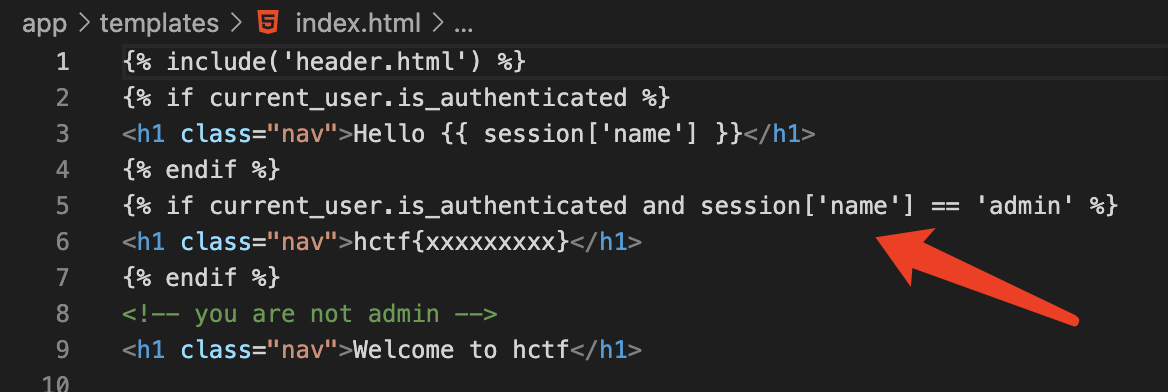 app > templates > index.html > ...
1 {% include('header.html') %}
2 {% if current_user.is_authenticated %}
3 <h1 class="nav">Hello {{ session['name'] }}</h1>
4 {% endif %}
5 {% if current_user.is_authenticated and session['name'] == 'admin' %}
6 <h1 class="nav">hctf{xxxxxxxxx}</h1>
7 {% endif %}
8 <!-- you are not admin -->
9 <h1 class="nav">Welcome to hctf</h1>
10